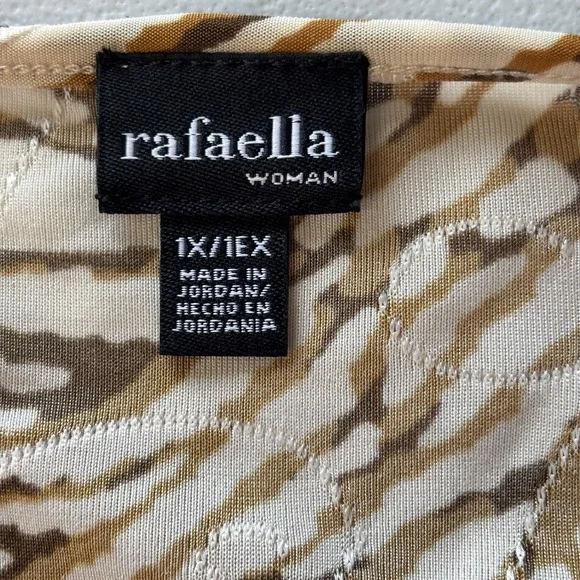 rafaella
WOMAN
1X/1EX
MADE IN
JORDAN/
HECHO EN
JORDANIA